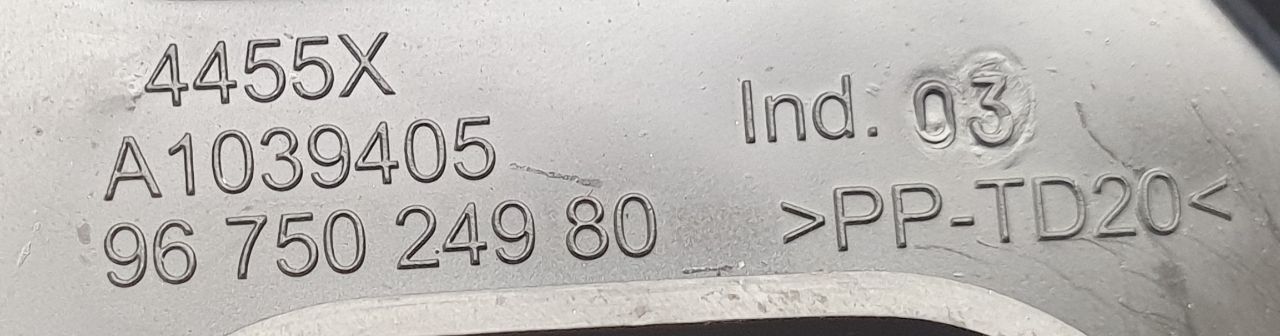 4455X
A1039405
96 750 249 80
Ind. 03
>PP-TD20<